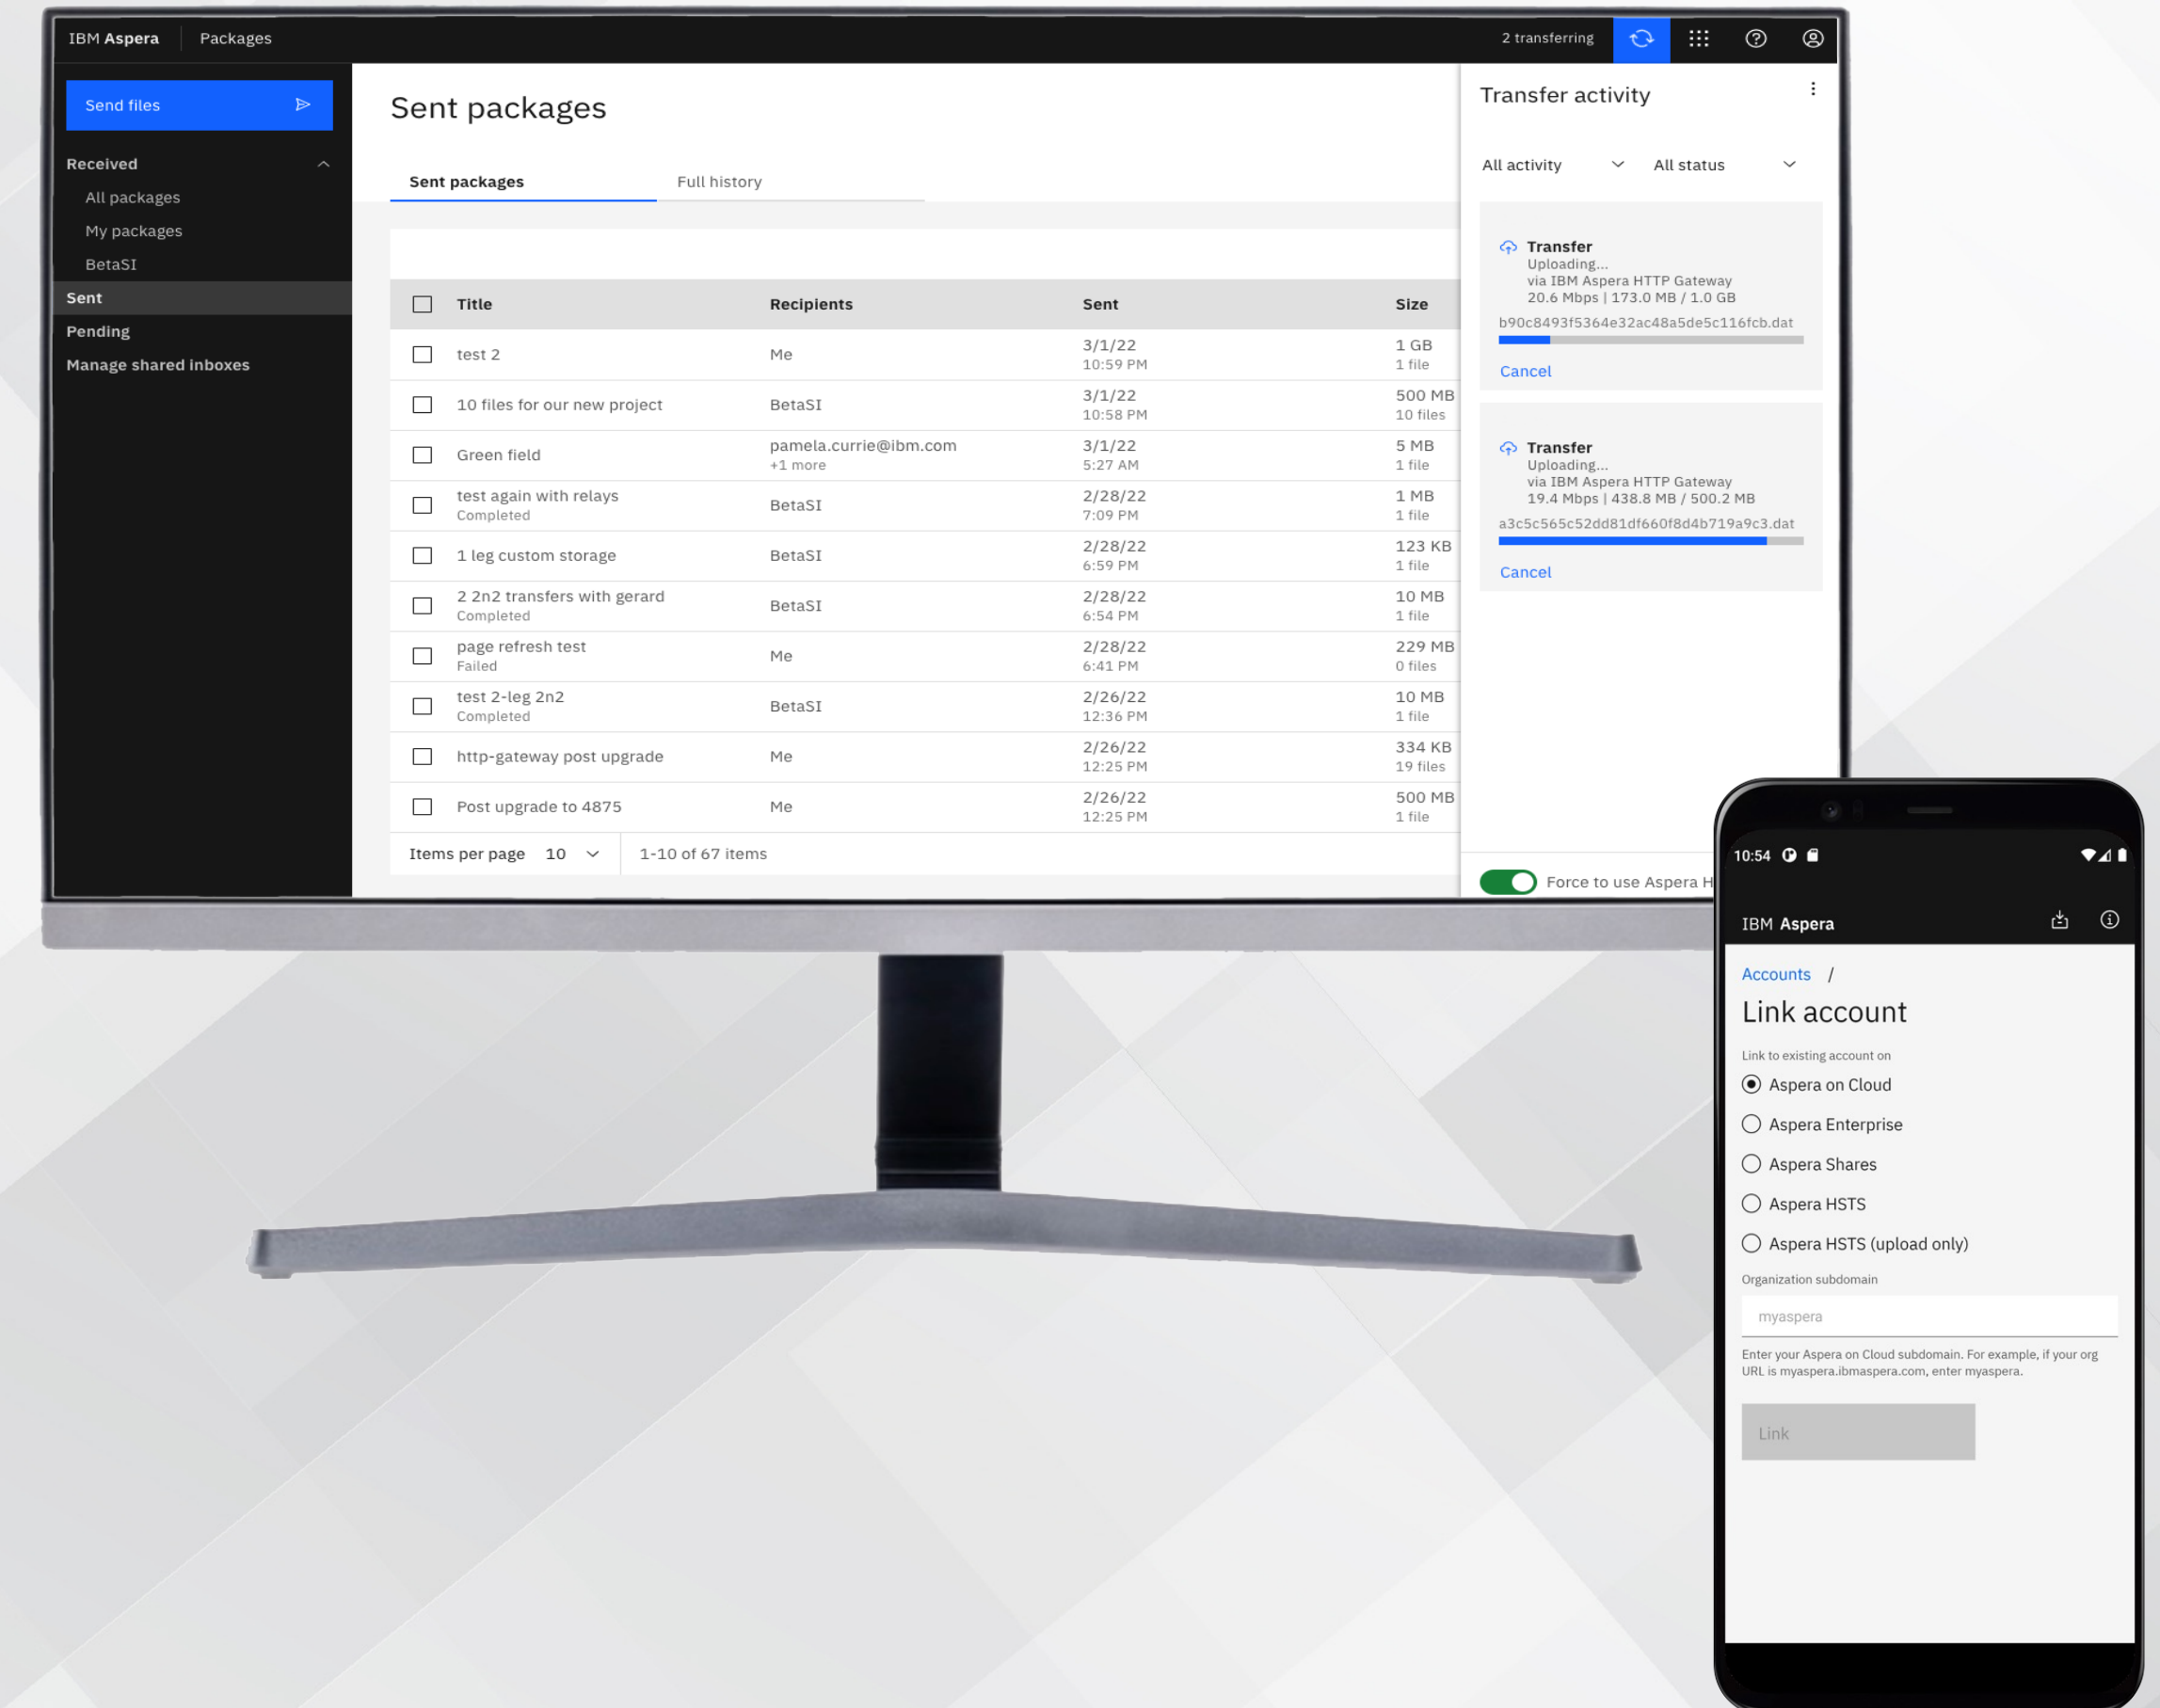 IBM Aspera
Packages
2 transferring
Send files
Received
All packages
My packages
BetaSI
Sent
Pending
Manage shared inboxes
Sent packages
Sent packages Full history
Title Recipients Sent Size
test 2 Me 3/1/22 1 GB
10:59 PM 1 file
10 files for our new project BetaSI 3/1/22 500 MB
10:58 PM 10 files
Green field pamela.currie@ibm.com 3/1/22 5 MB
+1 more 5:27 AM 1 file
test again with relays BetaSI 2/28/22 1 MB
Completed 7:09 PM 1 file
1 leg custom storage BetaSI 2/28/22 123 KB
6:59 PM 1 file
2 2n2 transfers with gerard BetaSI 2/28/22 10 MB
Completed 6:54 PM 1 file
page refresh test Me 2/28/22 229 MB
Failed 6:41 PM 0 files
test 2-leg 2n2 BetaSI 2/26/22 10 MB
Completed 12:36 PM 1 file
http-gateway post upgrade Me 2/26/22 334 KB
12:25 PM 19 files
Post upgrade to 4875 Me 2/26/22 500 MB
12:25 PM 1 file
Items per page 10 1-10 of 67 items
Transfer activity
All activity All status
Transfer
Uploading...
via IBM Aspera HTTP Gateway
20.6 Mbps | 173.0 MB / 1.0 GB
b90c8493f5364e32ac48a5de5c116fcb.dat
Cancel
Transfer
Uploading...
via IBM Aspera HTTP Gateway
19.4 Mbps | 438.8 MB / 500.2 MB
a3c5c565c52dd81df660f8d4b719a9c3.dat
Cancel
Force to use Aspera H
10:54
IBM Aspera
Accounts /
Link account
Link to existing account on
Aspera on Cloud
Aspera Enterprise
Aspera Shares
Aspera HSTS
Aspera HSTS (upload only)
Organization subdomain
myaspera
Enter your Aspera on Cloud subdomain. For example, if your org
URL is myaspera.ibmaspera.com, enter myaspera.
Link